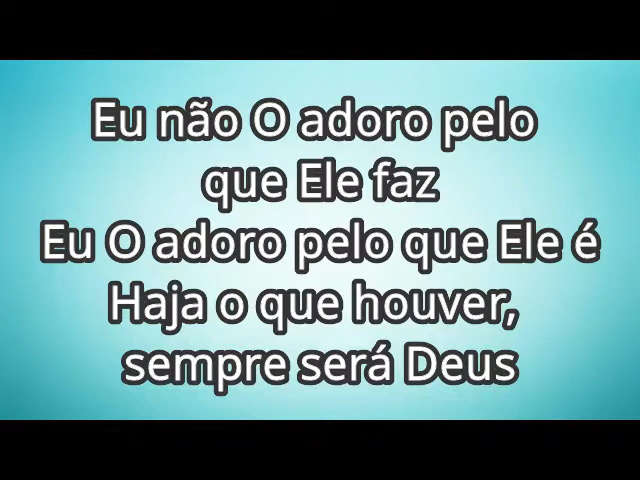 Eu não O adoro pelo
que Ele faz
Eu O adoro pelo que Ele é
Haja o que houver,
sempre será Deus